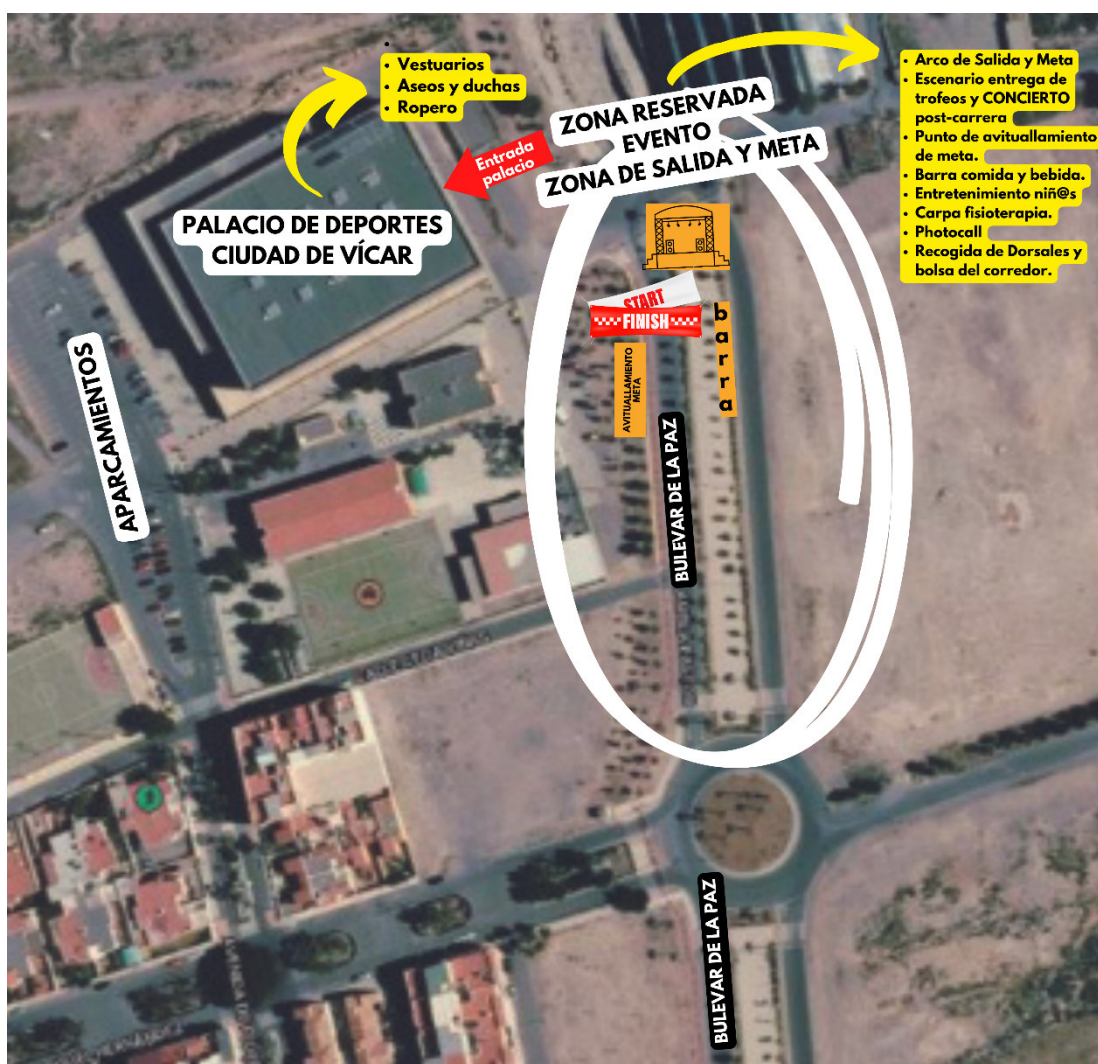 • Vestuarios
• Aseos y duchas
• Ropero
ZONA RESERVADA
EVENTO
ZONA DE SALIDA Y META
• Arco de Salida y Meta
• Escenario entrega de
trofeos y CONCIERTO
post-carrera
• Punto de avituallamiento
de meta.
• Barra comida y bebida.
• Entretenimiento niñ@s
• Carpa fisioterapia.
• Photocall
• Recogida de Dorsales y
bolsa del corredor.
Entrada
palacio
PALACIO DE DEPORTES
CIUDAD DE VÍCAR
START
FINISH
barra
AVITUALLAMIENTO
META
APARCAMIENTOS
BULEVAR DE LA PAZ
BULEVAR DE LA PAZ